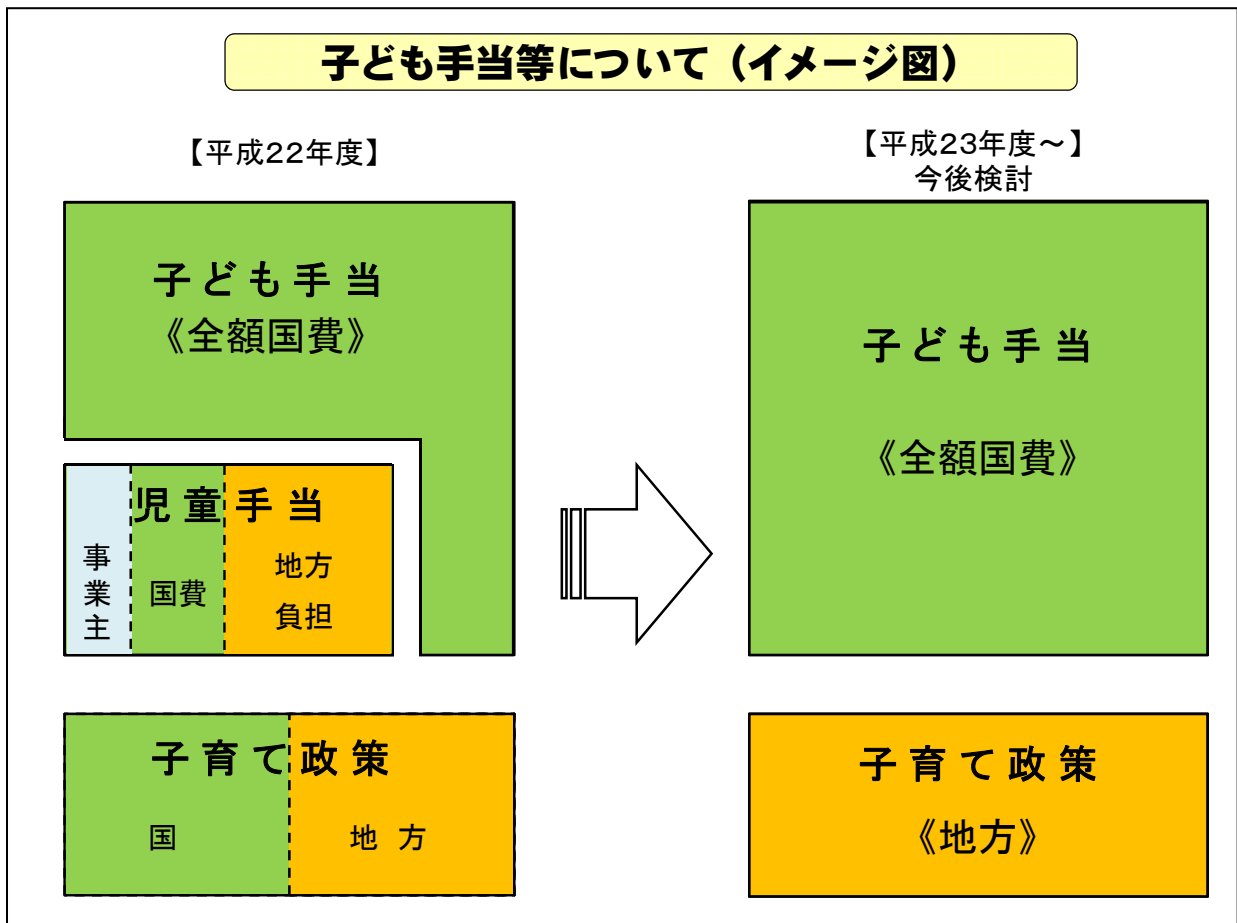 子ども手当等について（イメージ図）
【平成22年度】
子ども手当
《全額国費》
児童手当
事業主
国費
地方
負担
子育て政策
国
地方
【平成23年度～】
今後検討
子ども手当
《全額国費》
子育て政策
《地方》